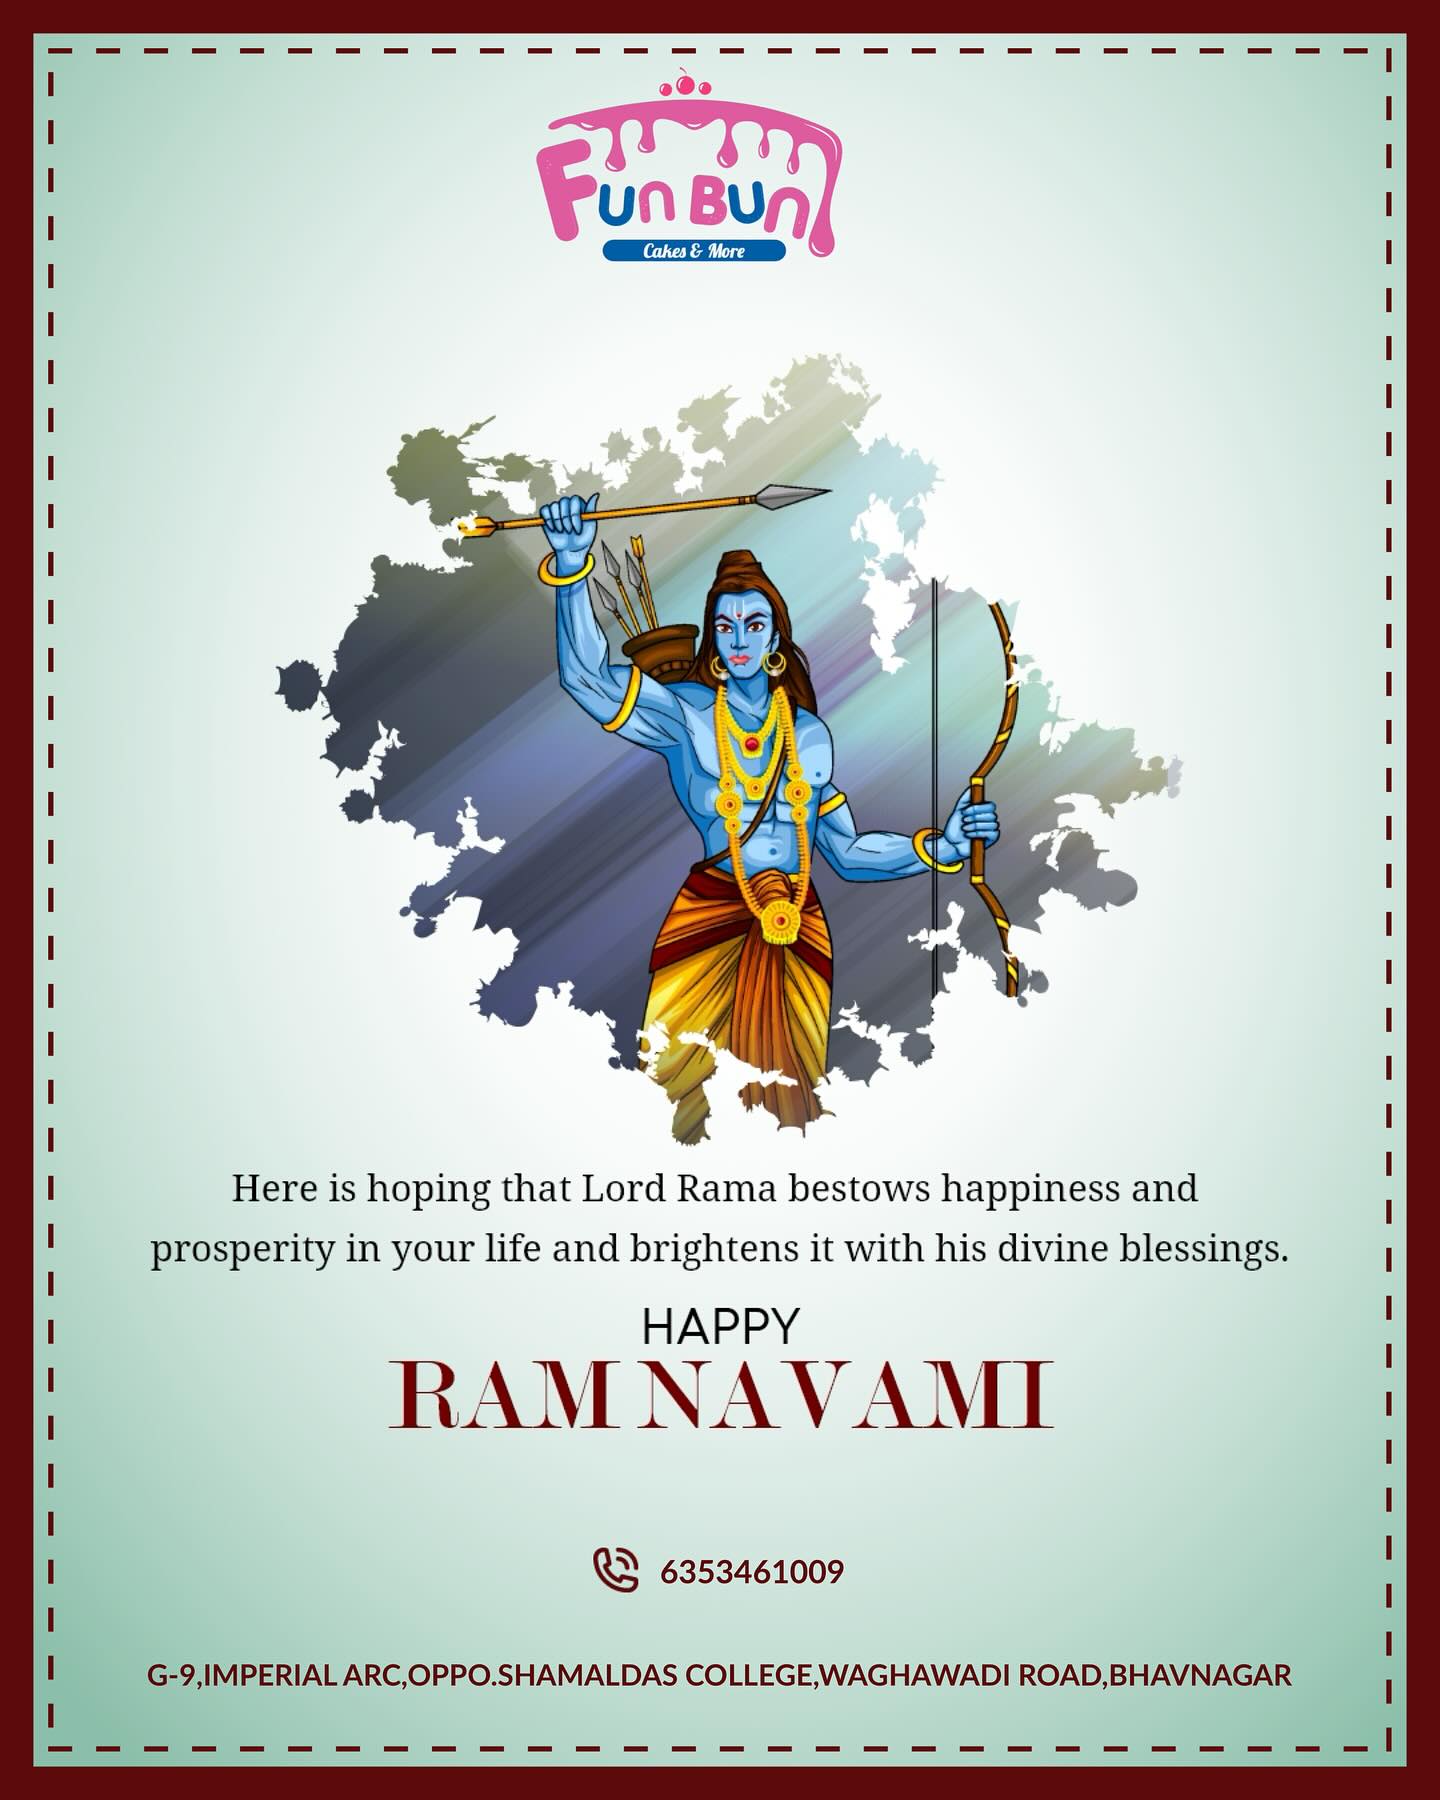 Fun Bun
Cakes & More
Here is hoping that Lord Rama bestows happiness and
prosperity in your life and brightens it with his divine blessings.
HAPPY
RAM NAVAMI
6353461009
G-9,IMPERIAL ARC,OPPO.SHAMALDAS COLLEGE,WAGHAWADI ROAD,BHAVNAGAR